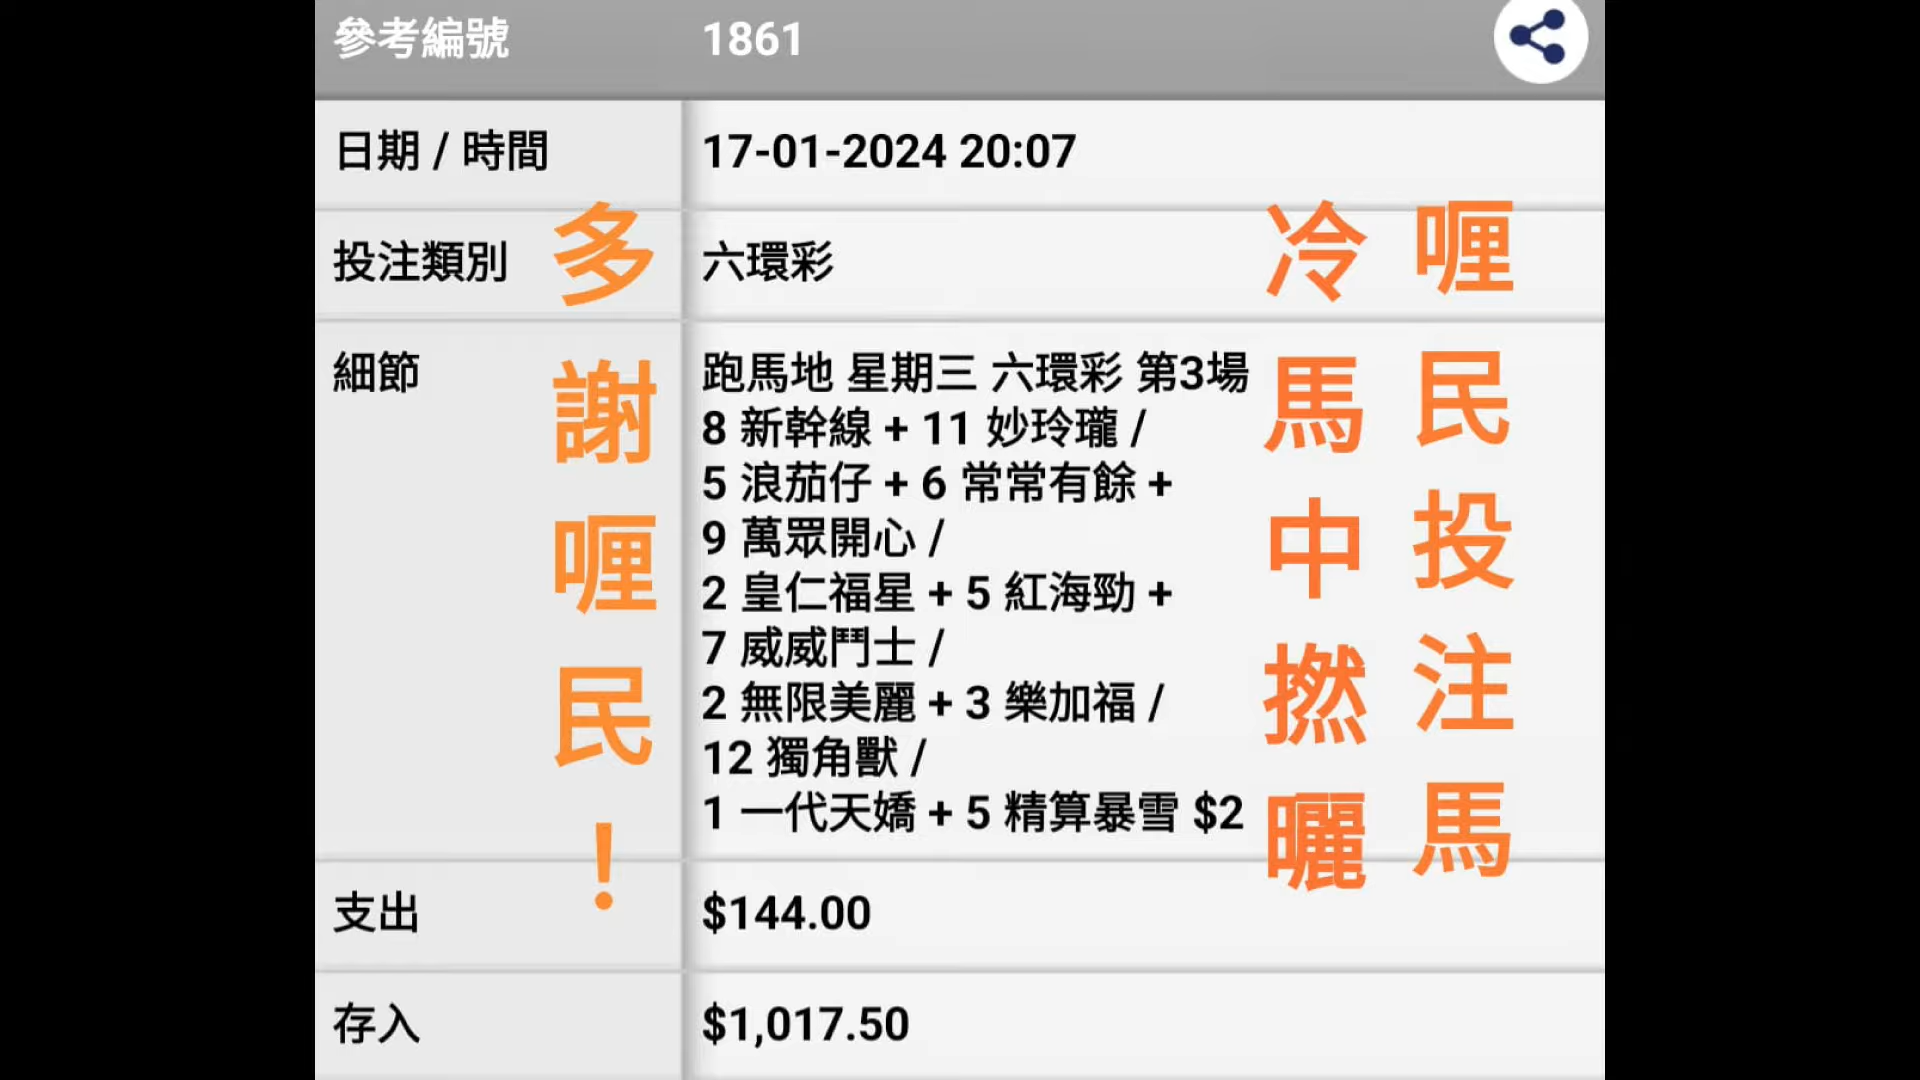 參考編號 1861
日期 / 時間 17-01-2024 20:07
投注類別 六環彩
細節 跑馬地 星期三 六環彩 第3場
8 新幹線 + 11 妙玲瓏 /
5 浪茄仔 + 6 常常有餘 +
9 萬眾開心 /
2 皇仁福星 + 5 紅海勁 +
7 威威鬥士 /
2 無限美麗 + 3 樂加福 /
12 獨角獸 /
1 一代天嬌 + 5 精算暴雪 $2
支出 $144.00
存入 $1,017.50
喱民投注馬
冷馬中撚曬
多謝喱民！